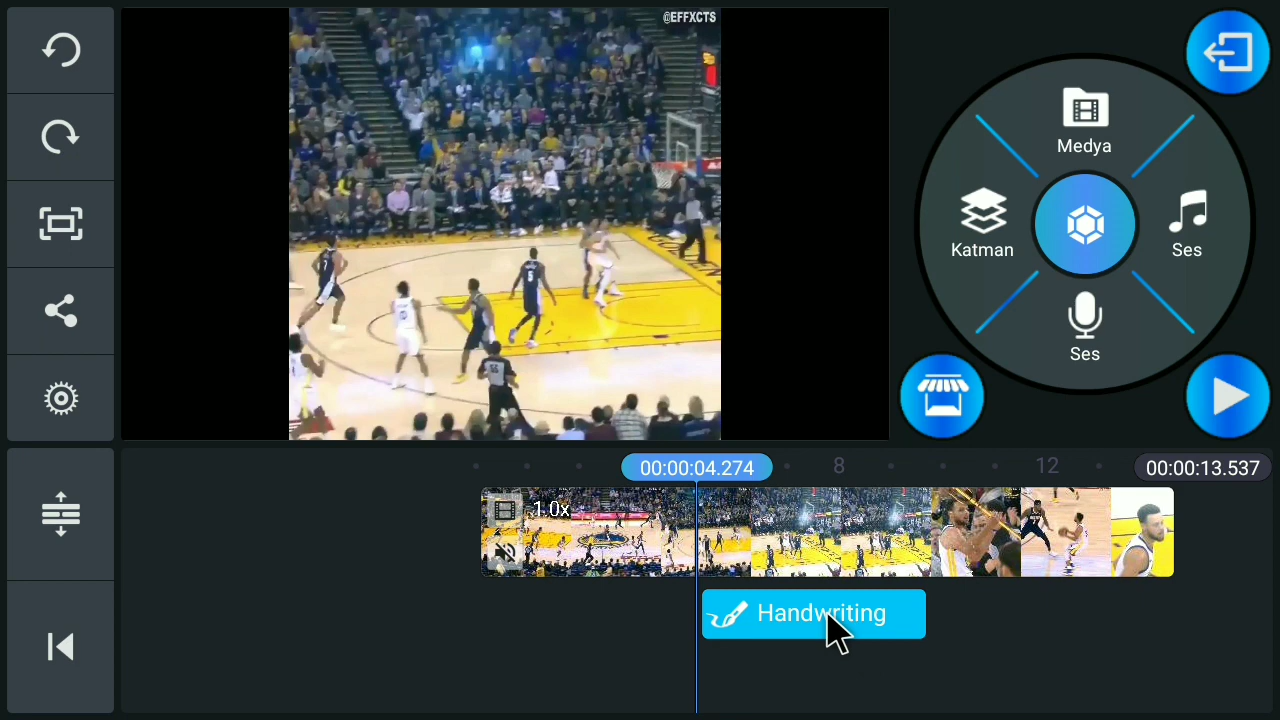 @EFFXCTS
Medya
Katman
Ses
Ses
00:00:04.274
8
12
00:00:13.537
1.0x
Handwriting